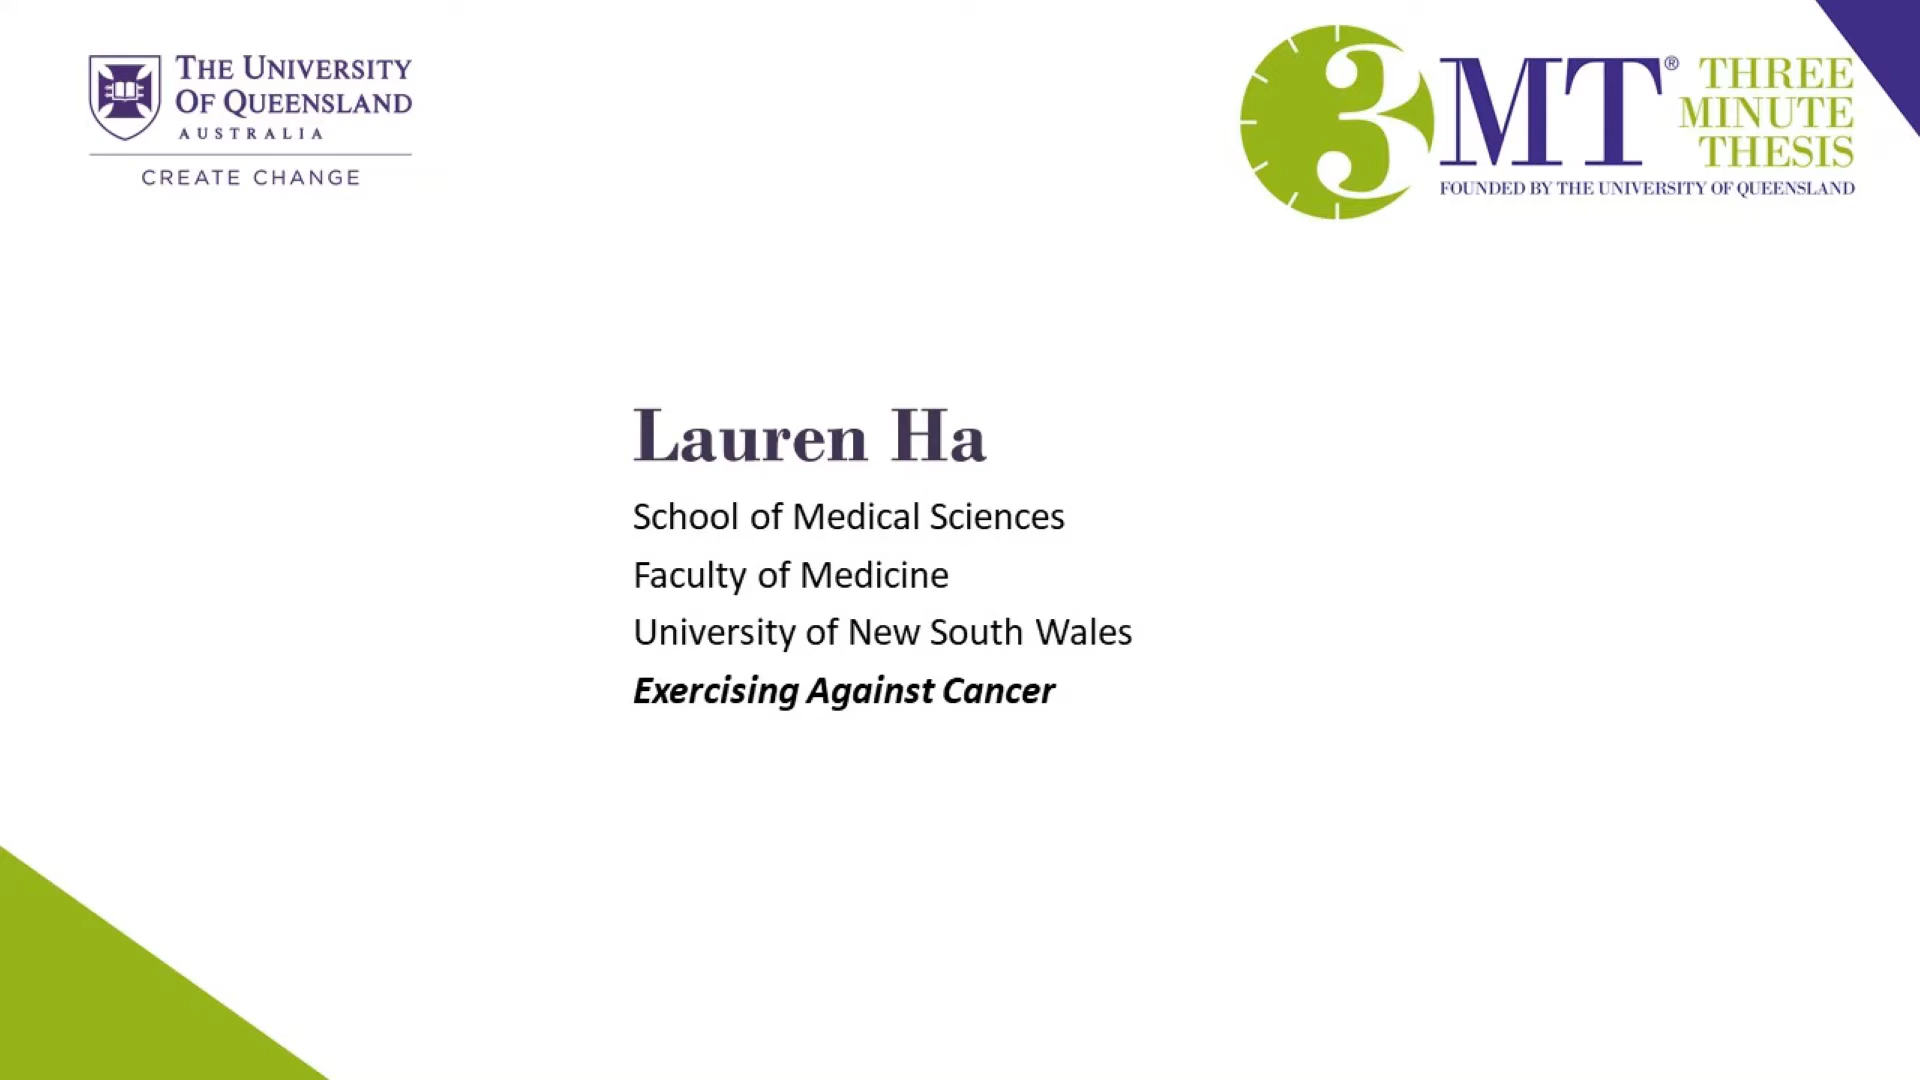 THE UNIVERSITY
OF QUEENSLAND
AUSTRALIA
CREATE CHANGE
3MT® THREE
MINUTE
THESIS
FOUNDED BY THE UNIVERSITY OF QUEENSLAND
Lauren Ha
School of Medical Sciences
Faculty of Medicine
University of New South Wales
Exercising Against Cancer